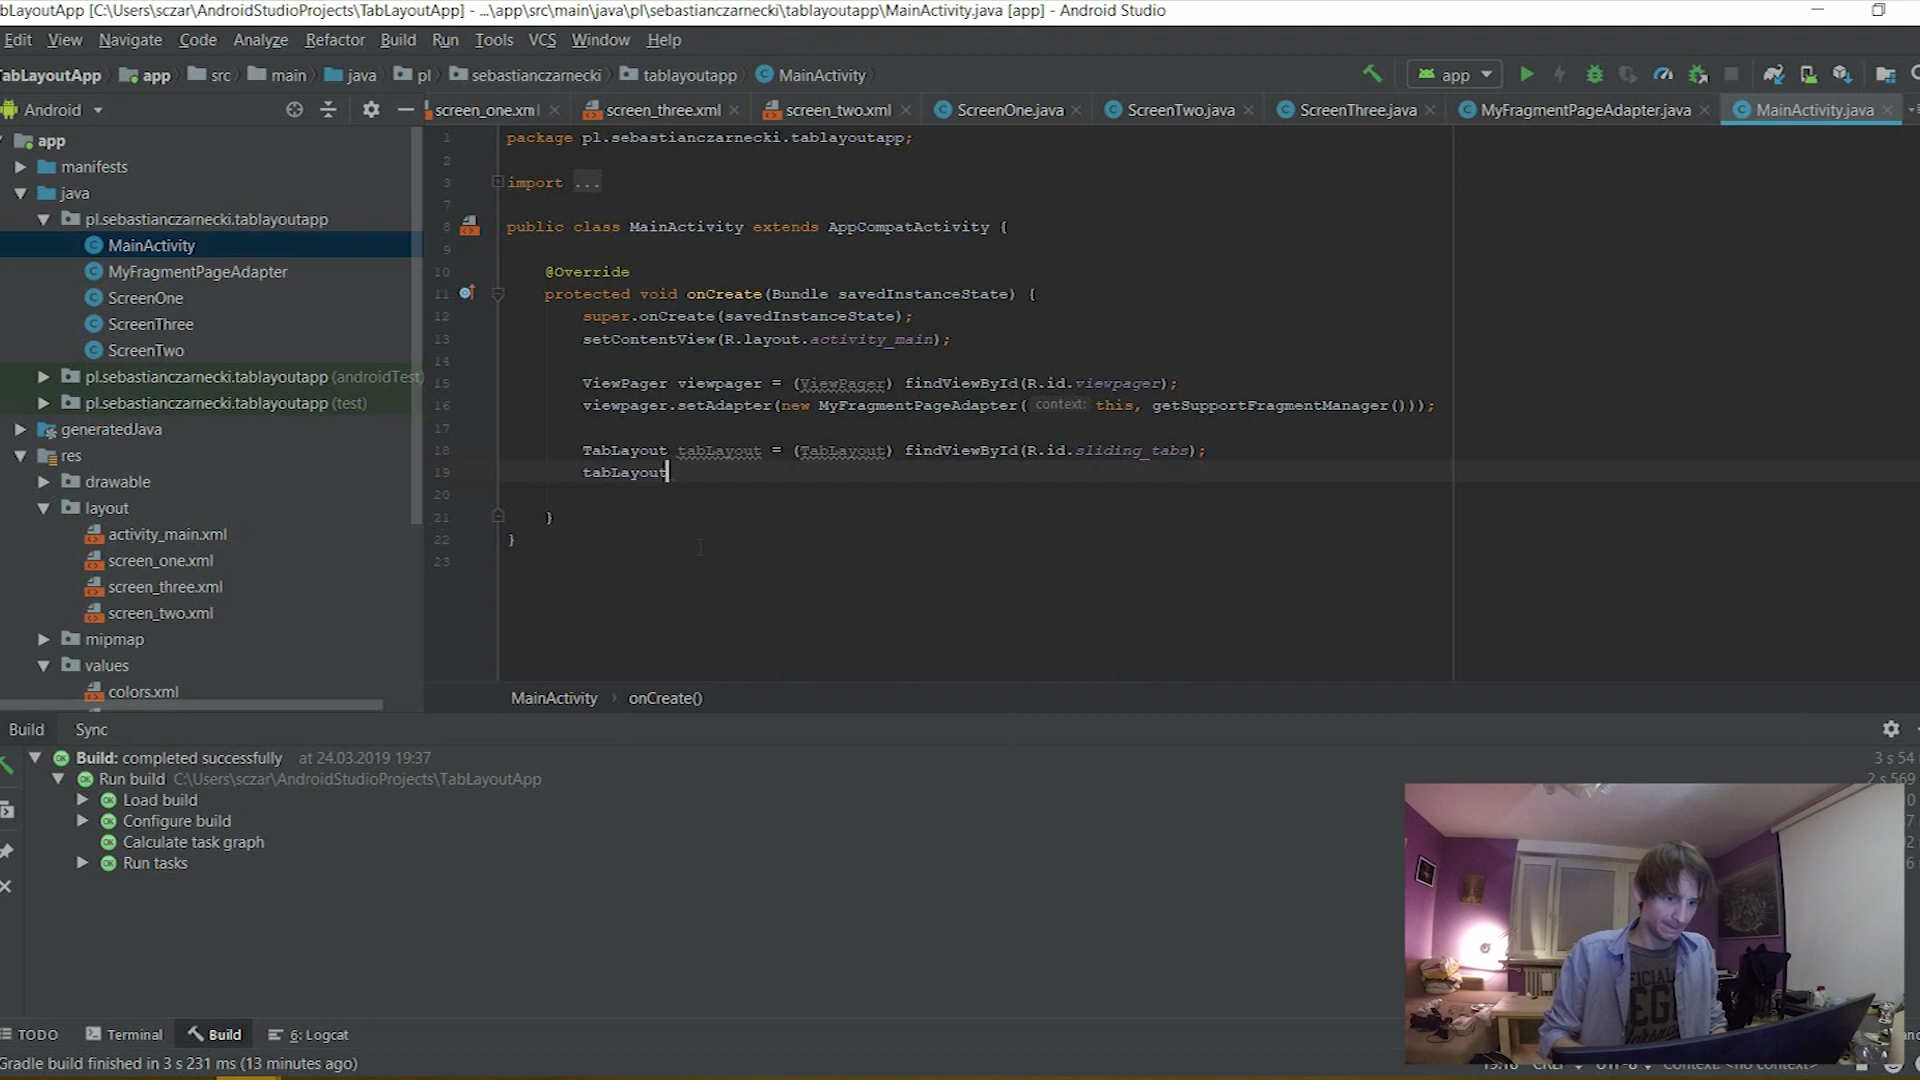 abLayoutApp [C:\Users\sczar\AndroidStudioProjects\TabLayoutApp] - ...\app\src\main\java\pl\sebastianczarnecki\tablayoutapp\MainActivity.java [app] - Android Studio
Edit View Navigate Code Analyze Refactor Build Run Tools VCS Window Help
TabLayoutApp app src main java pl sebastianczarnecki tablayoutapp MainActivity app
Android screen_one.xml screen_three.xml screen_two.xml ScreenOne.java ScreenTwo.java ScreenThree.java MyFragmentPageAdapter.java MainActivity.java
app
manifests
java
pl.sebastianczarnecki.tablayoutapp
MainActivity
MyFragmentPageAdapter
ScreenOne
ScreenThree
ScreenTwo
pl.sebastianczarnecki.tablayoutapp (androidTest)
pl.sebastianczarnecki.tablayoutapp (test)
generatedJava
res
drawable
layout
activity_main.xml
screen_one.xml
screen_three.xml
screen_two.xml
mipmap
values
colors.xml
1 package pl.sebastianczarnecki.tablayoutapp;
2
3 import ...
7
8 public class MainActivity extends AppCompatActivity {
9
10 @Override
11 protected void onCreate(Bundle savedInstanceState) {
12 super.onCreate(savedInstanceState);
13 setContentView(R.layout.activity_main);
14
15 ViewPager viewpager = (ViewPager) findViewById(R.id.viewpager);
16 viewpager.setAdapter(new MyFragmentPageAdapter( context: this, getSupportFragmentManager()));
17
18 TabLayout tabLayout = (TabLayout) findViewById(R.id.sliding_tabs);
19 tabLayout
20
21 }
22 }
23
MainActivity › onCreate()
Build Sync
Build: completed successfully at 24.03.2019 19:37
3 s 54
Run build C:\Users\sczar\AndroidStudioProjects\TabLayoutApp
2 s 569
Load build
Configure build
Calculate task graph
Run tasks
TODO Terminal Build 6: Logcat
Gradle build finished in 3 s 231 ms (13 minutes ago)